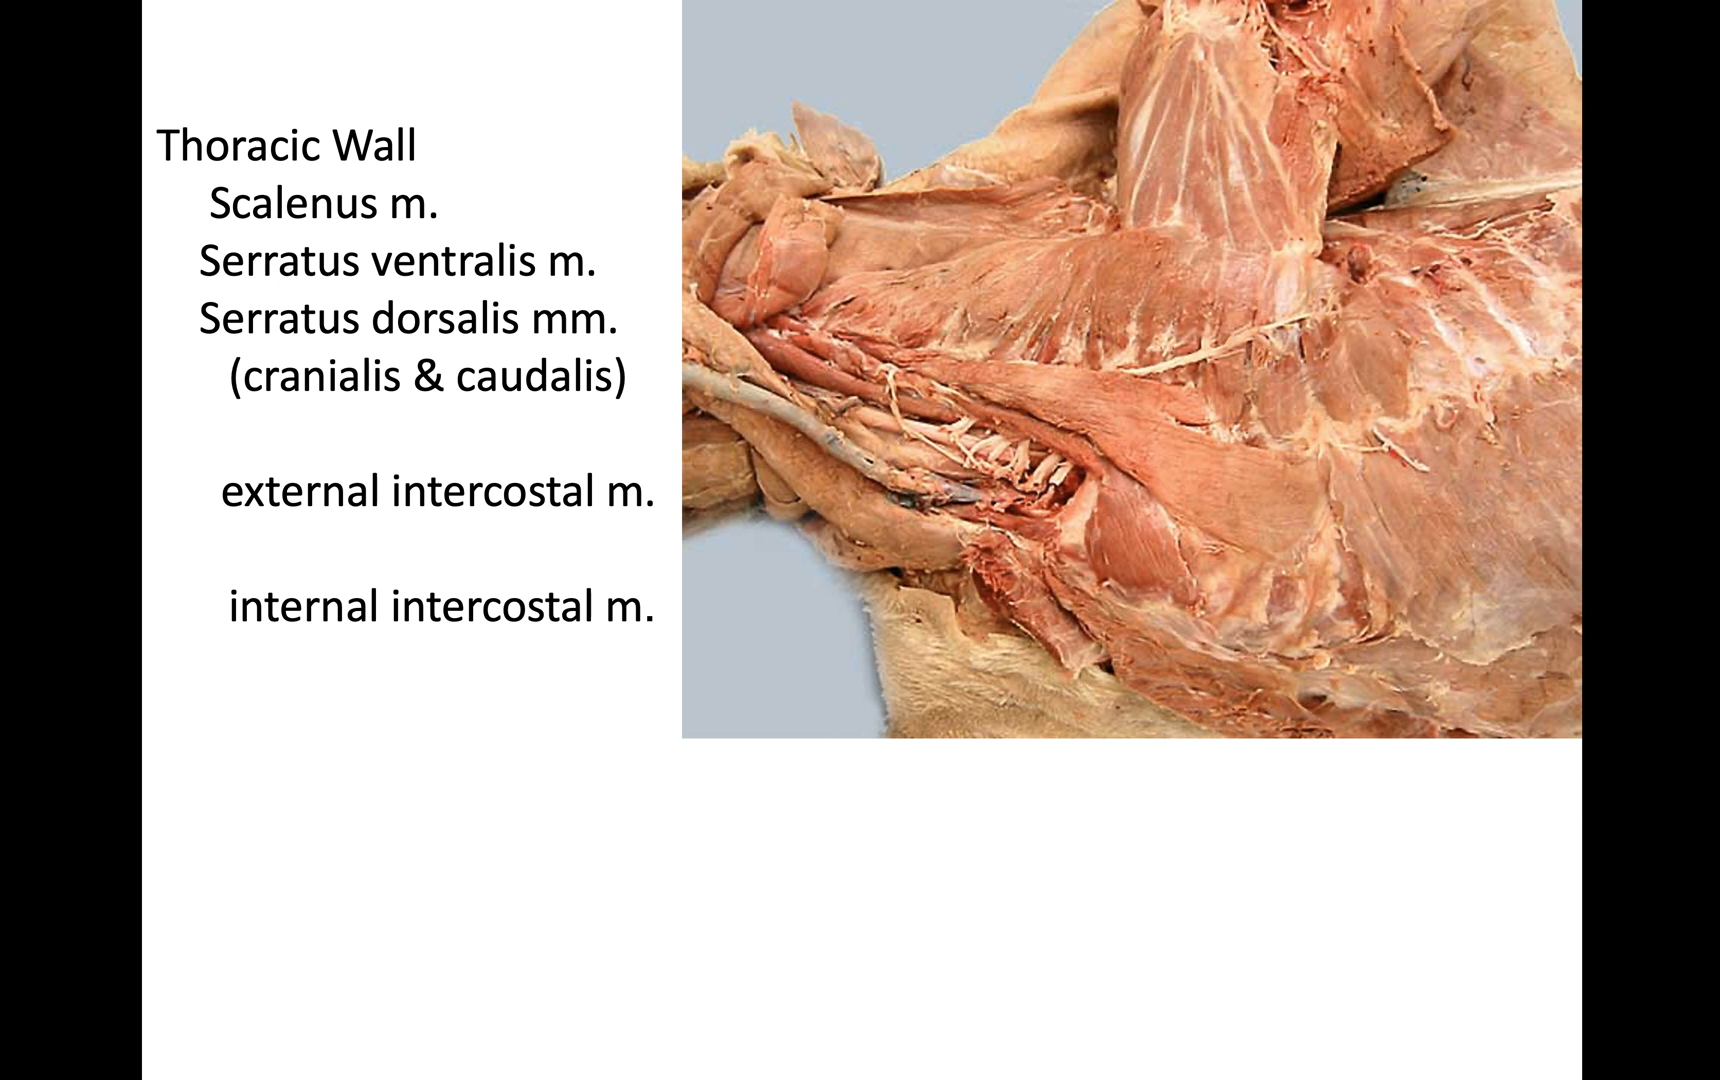 Thoracic Wall
Scalenus m.
Serratus ventralis m.
Serratus dorsalis mm.
(cranialis & caudalis)
external intercostal m.
internal intercostal m.